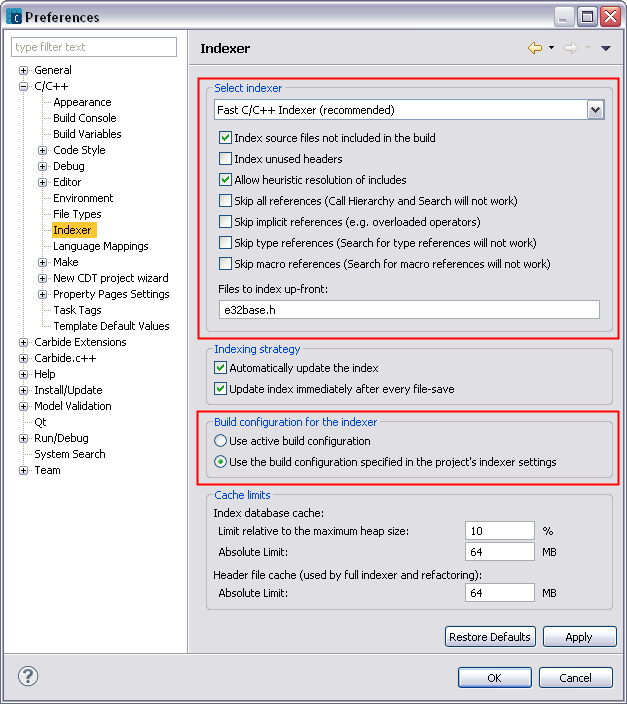 Preferences
type filter text
General
C/C++
Appearance
Build Console
Build Variables
Code Style
Debug
Editor
Environment
File Types
Indexer
Language Mappings
Make
New CDT project wizard
Property Pages Settings
Task Tags
Template Default Values
Carbide Extensions
Carbide.c++
Help
Install/Update
Model Validation
Qt
Run/Debug
System Search
Team
Indexer
Select indexer
Fast C/C++ Indexer (recommended)
Index source files not included in the build
Index unused headers
Allow heuristic resolution of includes
Skip all references (Call Hierarchy and Search will not work)
Skip implicit references (e.g. overloaded operators)
Skip type references (Search for type references will not work)
Skip macro references (Search for macro references will not work)
Files to index up-front:
e32base.h
Indexing strategy
Automatically update the index
Update index immediately after every file-save
Build configuration for the indexer
Use active build configuration
Use the build configuration specified in the project's indexer settings
Cache limits
Index database cache:
Limit relative to the maximum heap size: 10 %
Absolute Limit: 64 MB
Header file cache (used by full indexer and refactoring):
Absolute Limit: 64 MB
Restore Defaults Apply
? OK Cancel